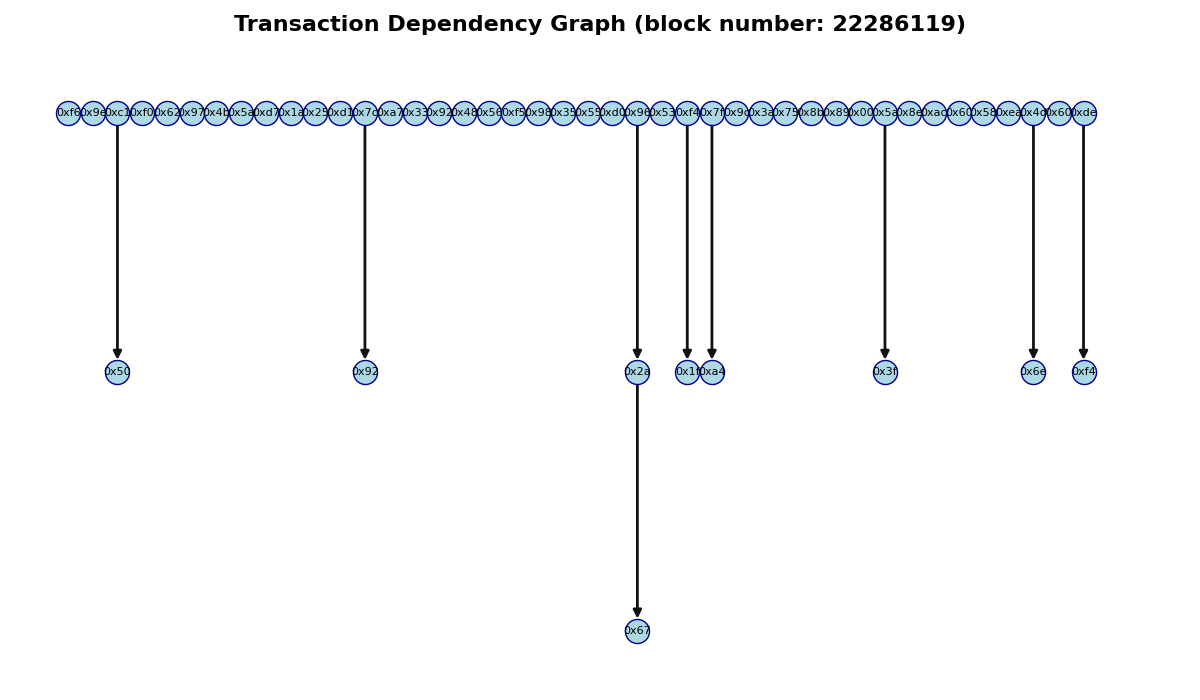 Transaction Dependency Graph (block number: 22286119)
0xf6 0x9e 0xc1 0xf0 0x62 0x97 0x4b 0x5a 0xd7 0x1a 0x25 0xd1 0x7c 0xa7 0x33 0x92 0x48 0x56 0xf5 0x98 0x35 0x55 0xd0 0x96 0x53 0xf4 0x7f 0x9c 0x3a 0x75 0x8b 0x89 0x00 0x5a 0x8e 0xac 0x60 0x58 0xea 0x4d 0x60 0xde
0x50 0x92 0x2a 0x1f 0xa4 0x3f 0x6e 0xf4
0x67